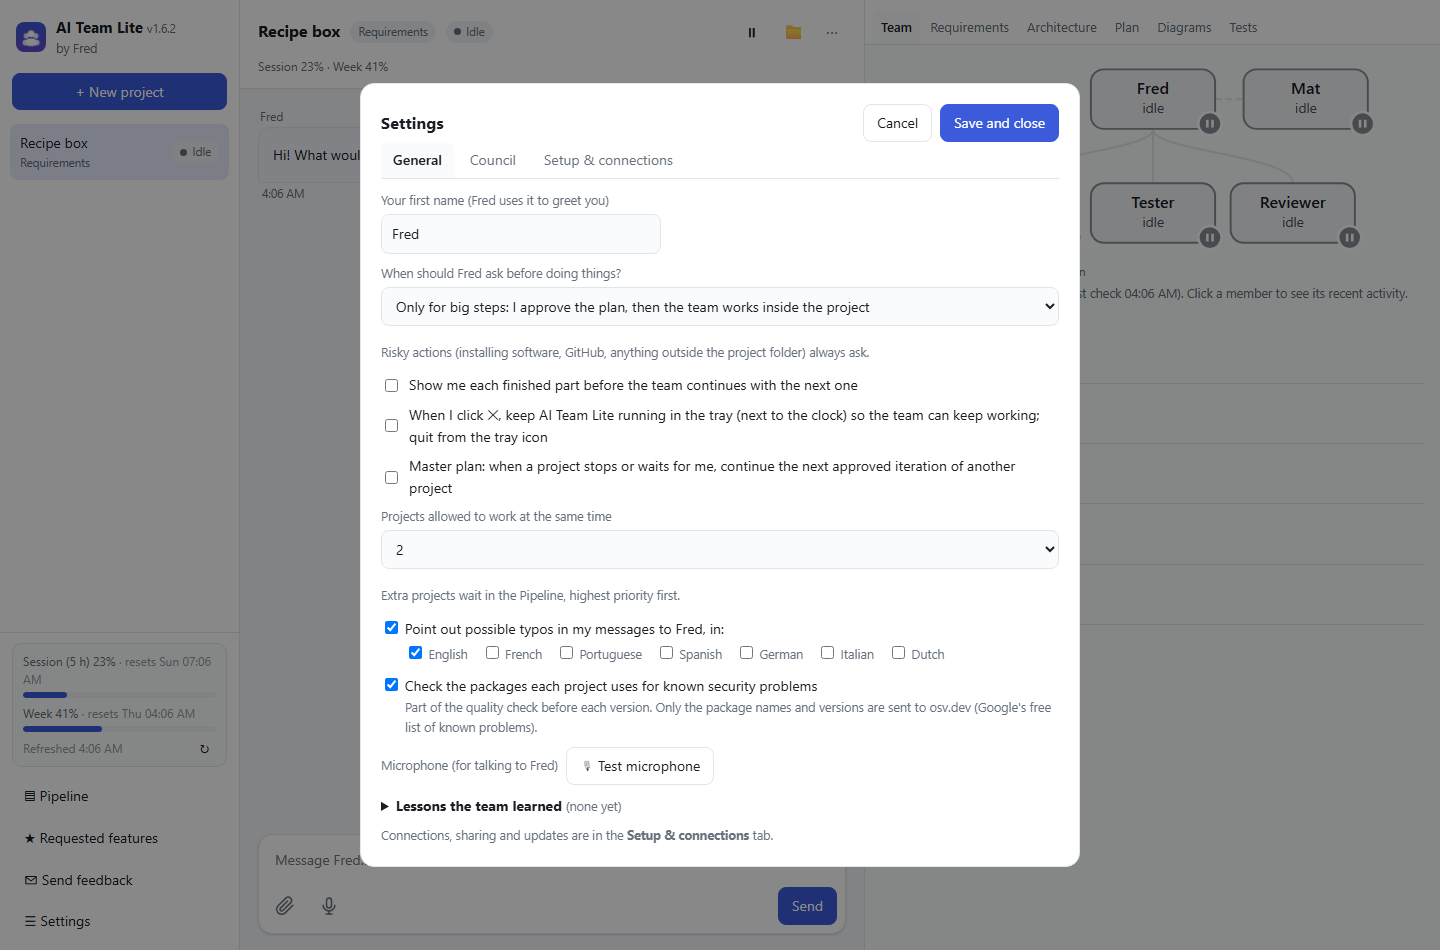 AI Team Lite v1.6.2
by Fred
+ New project
Recipe box
Requirements
Idle
Session (5 h) 23% · resets Sun 07:06
AM
Week 41% · resets Thu 04:06 AM
Refreshed 4:06 AM
Pipeline
Requested features
Send feedback
Settings
Recipe box
Requirements
Idle
Session 23% · Week 41%
Fred
Hi! What woul
4:06 AM
Message Fred
Send
Settings
Cancel
Save and close
General
Council
Setup & connections
Your first name (Fred uses it to greet you)
Fred
When should Fred ask before doing things?
Only for big steps: I approve the plan, then the team works inside the project
Risky actions (installing software, GitHub, anything outside the project folder) always ask.
Show me each finished part before the team continues with the next one
When I click ✕, keep AI Team Lite running in the tray (next to the clock) so the team can keep working;
quit from the tray icon
Master plan: when a project stops or waits for me, continue the next approved iteration of another
project
Projects allowed to work at the same time
2
Extra projects wait in the Pipeline, highest priority first.
Point out possible typos in my messages to Fred, in:
English
French
Portuguese
Spanish
German
Italian
Dutch
Check the packages each project uses for known security problems
Part of the quality check before each version. Only the package names and versions are sent to osv.dev (Google's free
list of known problems).
Microphone (for talking to Fred)
Test microphone
Lessons the team learned (none yet)
Connections, sharing and updates are in the Setup & connections tab.
Team
Requirements
Architecture
Plan
Diagrams
Tests
Fred
idle
Mat
idle
Tester
idle
Reviewer
idle
n
st check 04:06 AM). Click a member to see its recent activity.